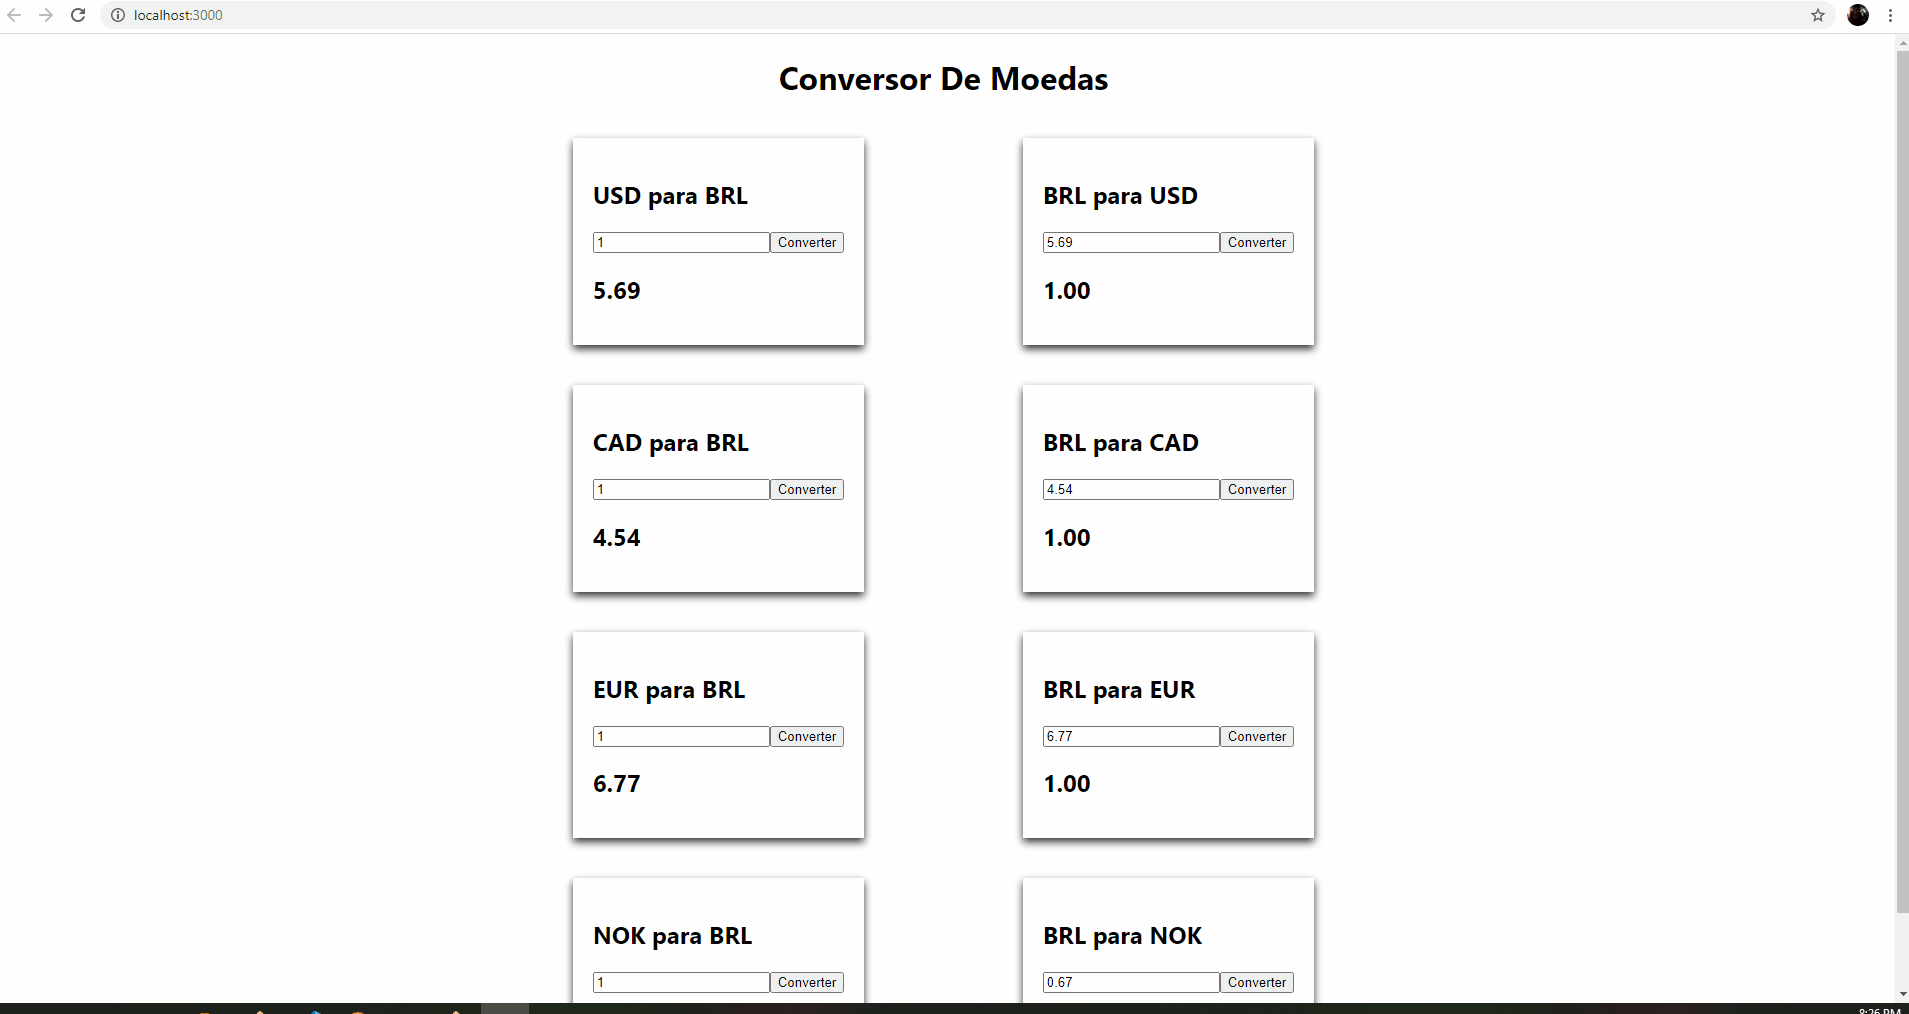 localhost:3000
Conversor De Moedas
USD para BRL
1 Converter
5.69
BRL para USD
5.69 Converter
1.00
CAD para BRL
1 Converter
4.54
BRL para CAD
4.54 Converter
1.00
EUR para BRL
1 Converter
6.77
BRL para EUR
6.77 Converter
1.00
NOK para BRL
1 Converter
BRL para NOK
0.67 Converter
8:26 PM